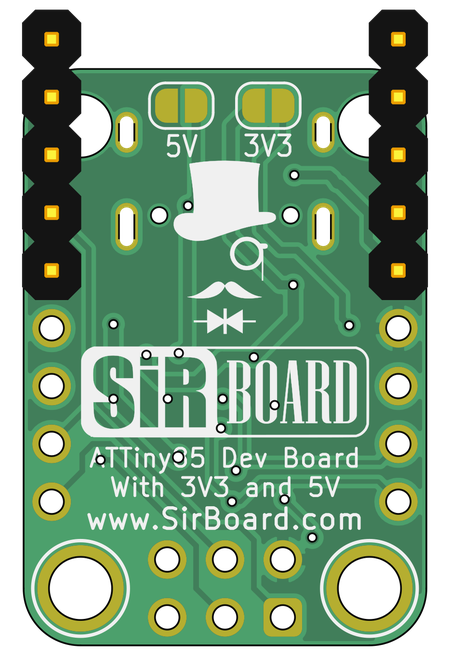 5V 3V3
SiR BOARD
ATTiny85 Dev Board
With 3V3 and 5V
www.SirBoard.com